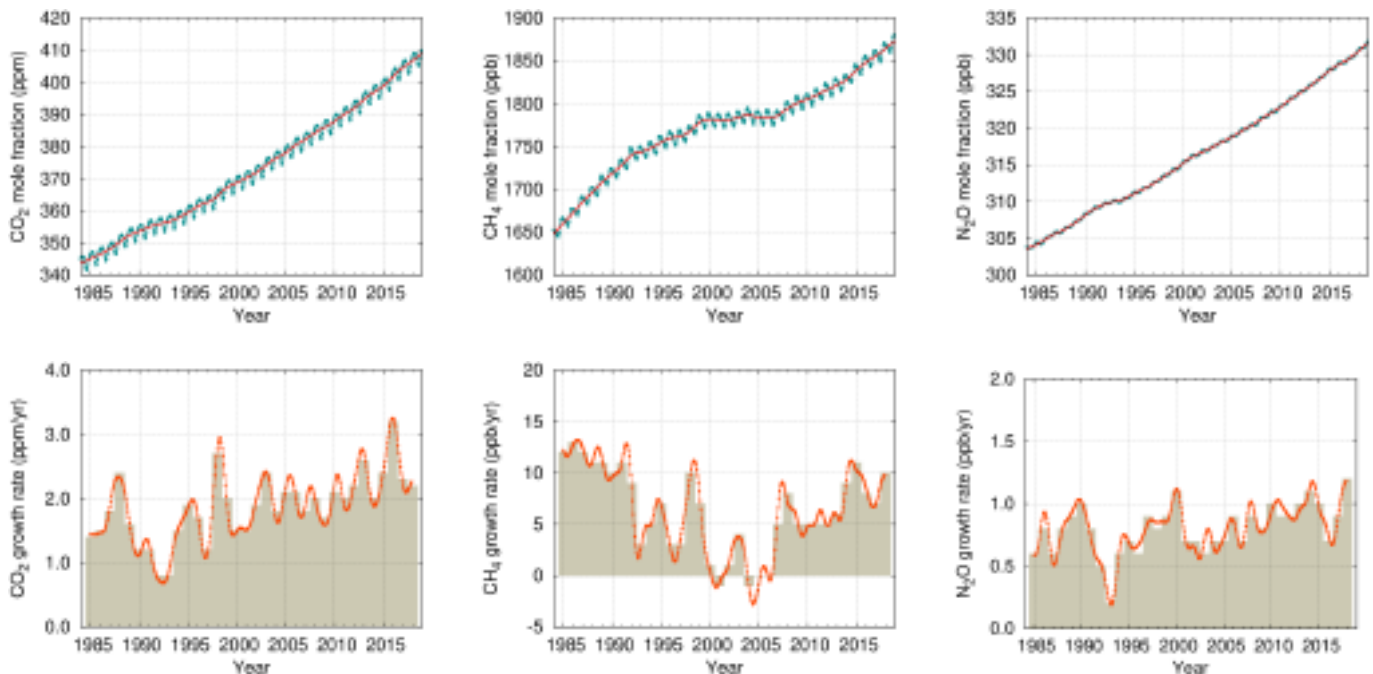 CO₂ mole fraction (ppm)
420
410
400
390
380
370
360
350
340
1985 1990 1995 2000 2005 2010 2015
Year
CH₄ mole fraction (ppb)
1900
1850
1800
1750
1700
1650
1600
1985 1990 1995 2000 2005 2010 2015
Year
N₂O mole fraction (ppb)
335
330
325
320
315
310
305
300
1985 1990 1995 2000 2005 2010 2015
Year
CO₂ growth rate (ppm/yr)
4.0
3.0
2.0
1.0
0.0
1985 1990 1995 2000 2005 2010 2015
Year
CH₄ growth rate (ppb/yr)
20
15
10
5
0
-5
1985 1990 1995 2000 2005 2010 2015
Year
N₂O growth rate (ppb/yr)
2.0
1.5
1.0
0.5
0.0
1985 1990 1995 2000 2005 2010 2015
Year